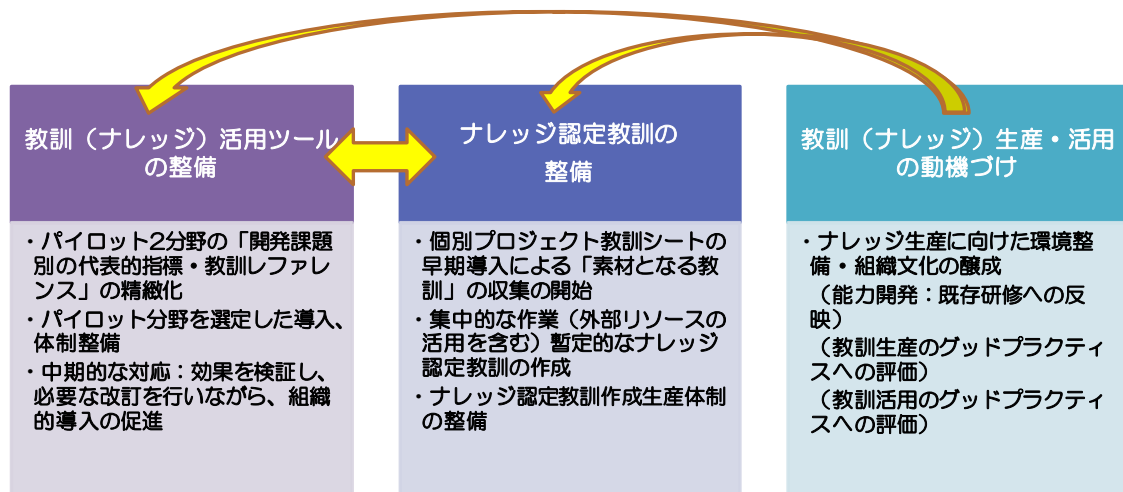 教訓（ナレッジ）活用ツール
の整備
・パイロット2分野の「開発課題
別の代表的指標・教訓レファレ
ンス」の精緻化
・パイロット分野を選定した導入、
体制整備
・中期的な対応：効果を検証し、
必要な改訂を行いながら、組織
的導入の促進
ナレッジ認定教訓の
整備
・個別プロジェクト教訓シートの
早期導入による「素材となる教
訓」の収集の開始
・集中的な作業（外部リソースの
活用を含む）暫定的なナレッジ
認定教訓の作成
・ナレッジ認定教訓作成生産体制
の整備
教訓（ナレッジ）生産・活用
の動機づけ
・ナレッジ生産に向けた環境整
備・組織文化の醸成
（能力開発：既存研修への反
映）
（教訓生産のグッドプラクティ
スへの評価）
（教訓活用のグッドプラクティ
スへの評価）